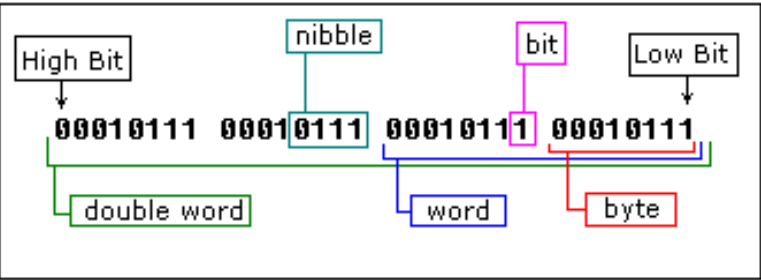 nibble
bit
High Bit
Low Bit
00010111 00010111 00010111 00010111
double word
word
byte